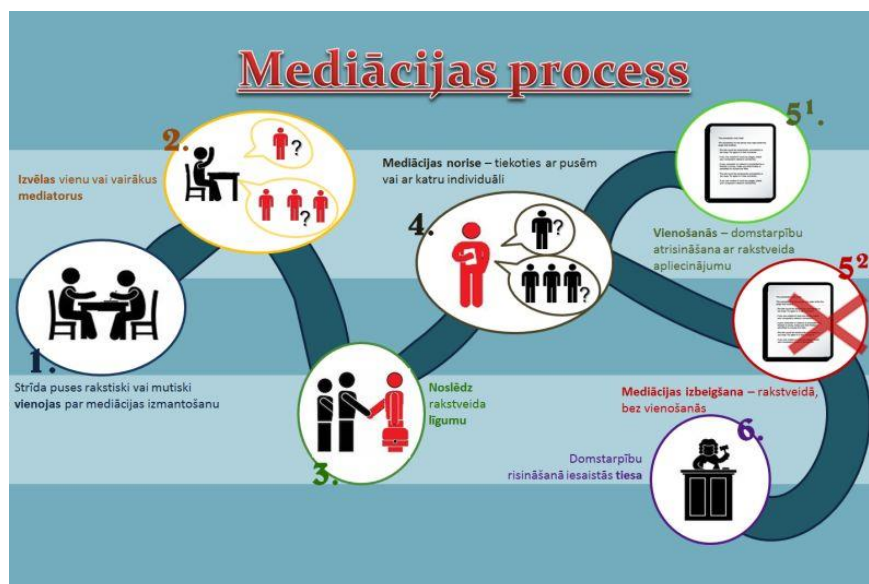 Mediācijas process
1.
Strīda puses rakstiski vai mutiski
vienojas par mediācijas izmantošanu
2.
Izvēlas vienu vai vairākus
mediatorus
?
?
3.
Noslēdz
rakstveida
līgumu
4.
Mediācijas norise – tiekoties ar pusēm
vai ar katru individuāli
?
?
5¹.
Vienošanās – domstarpību
atrisināšana ar rakstveida
apliecinājumu
5²
Mediācijas izbeigšana – rakstveidā,
bez vienošanās
6.
Domstarpību
risināšanā iesaistās tiesa